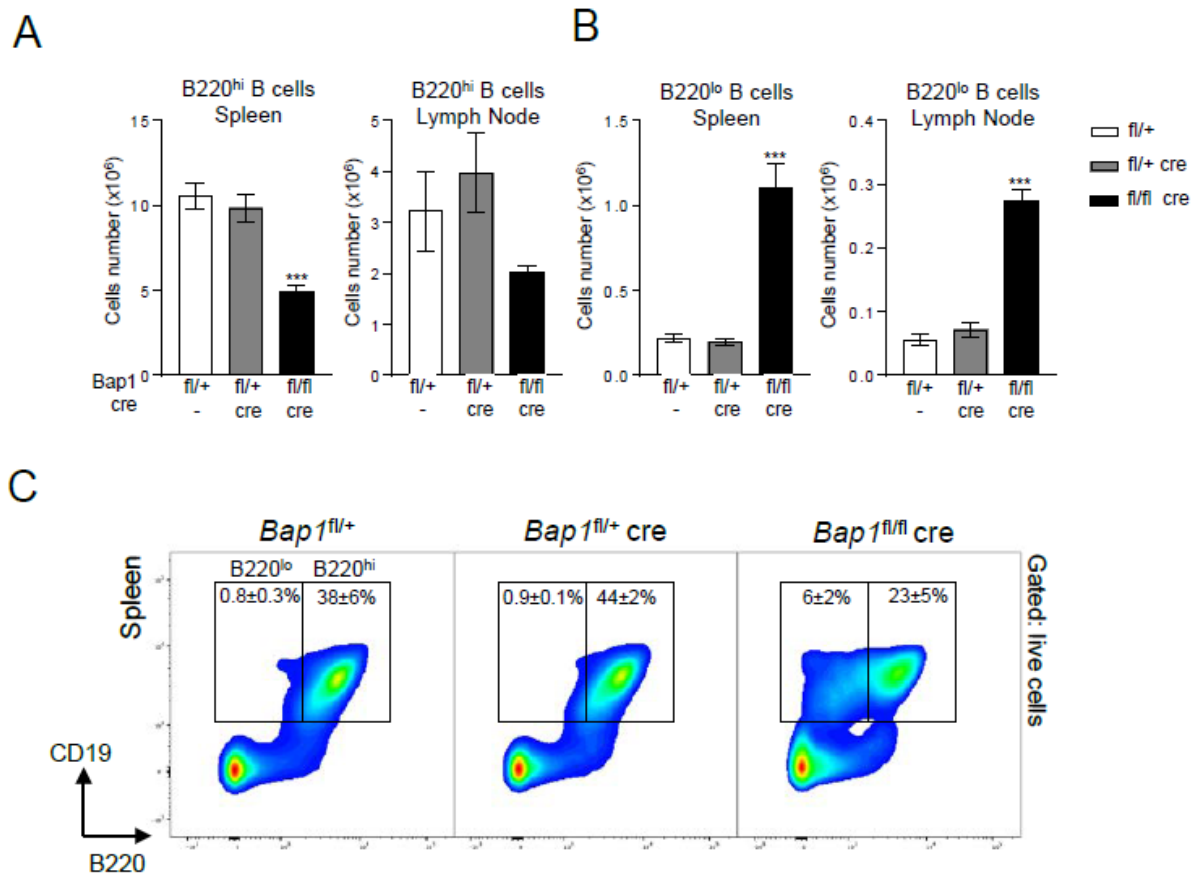 A
B220hi B cells
Spleen
Cells number (x106)
15
10
5
0
***
Bap1
cre
fl/+
-
fl/+
cre
fl/fl
cre
B220hi B cells
Lymph Node
Cells number (x106)
5
4
3
2
1
0
fl/+
-
fl/+
cre
fl/fl
cre
B
B220lo B cells
Spleen
Cells number (x106)
1.5
1.0
0.5
0.0
***
fl/+
-
fl/+
cre
fl/fl
cre
B220lo B cells
Lymph Node
Cells number (x106)
0.4
0.3
0.2
0.1
0.0
***
fl/+
-
fl/+
cre
fl/fl
cre
fl/+
fl/+ cre
fl/fl cre
C
Bap1fl/+
Bap1fl/+ cre
Bap1fl/fl cre
Spleen
B220lo B220hi
0.8±0.3% 38±6%
0.9±0.1% 44±2%
6±2% 23±5%
Gated: live cells
CD19
B220